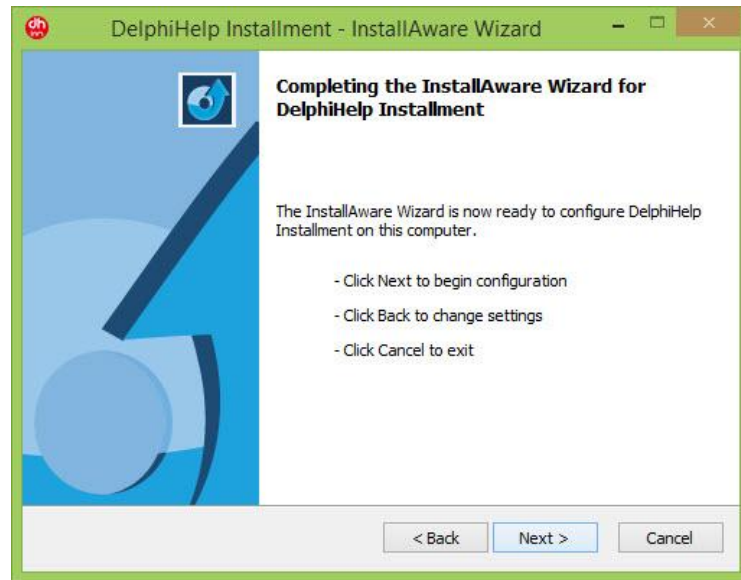 DelphiHelp Installment - InstallAware Wizard
Completing the InstallAware Wizard for
DelphiHelp Installment
The InstallAware Wizard is now ready to configure DelphiHelp
Installment on this computer.
- Click Next to begin configuration
- Click Back to change settings
- Click Cancel to exit
< Back Next > Cancel